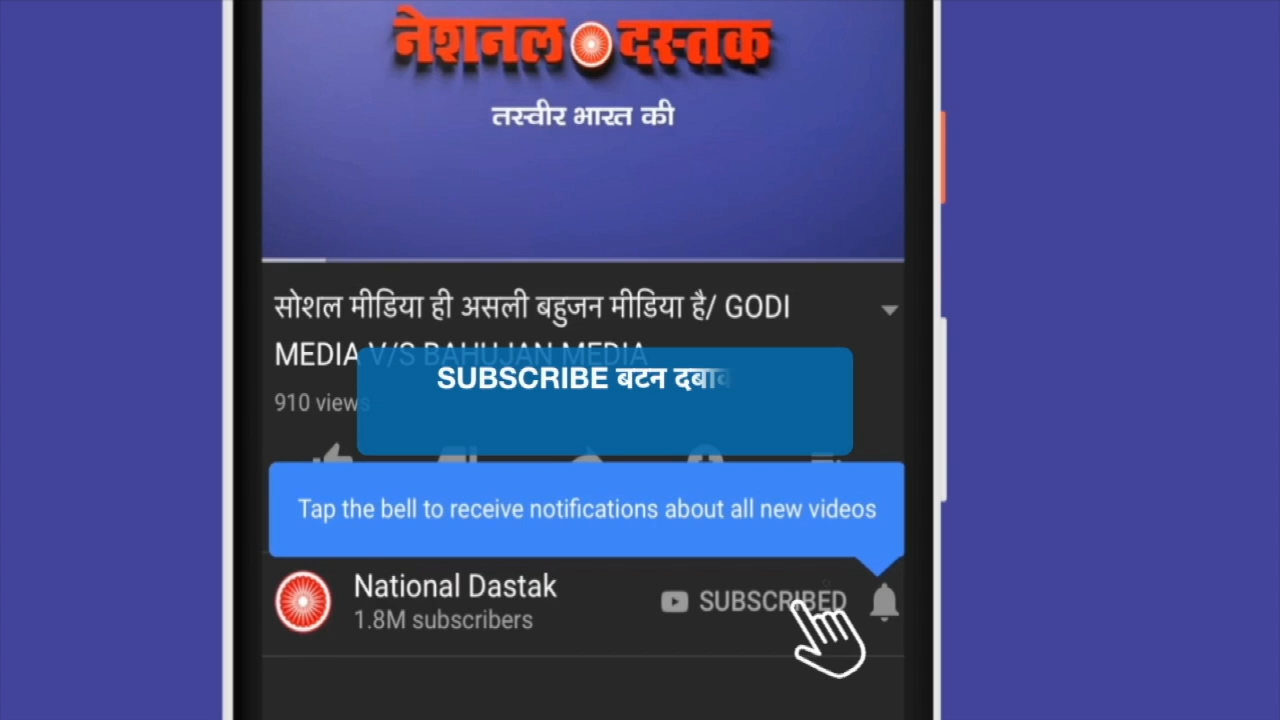 नेशनल दस्तक
तस्वीर भारत की
सोशल मीडिया ही असली बहुजन मीडिया है/ GODI
MEDIA V/S BAHUJAN MEDIA
910 views
SUBSCRIBE बटन
Tap the bell to receive notifications about all new videos
National Dastak
SUBSCRIBED
1.8M subscribers